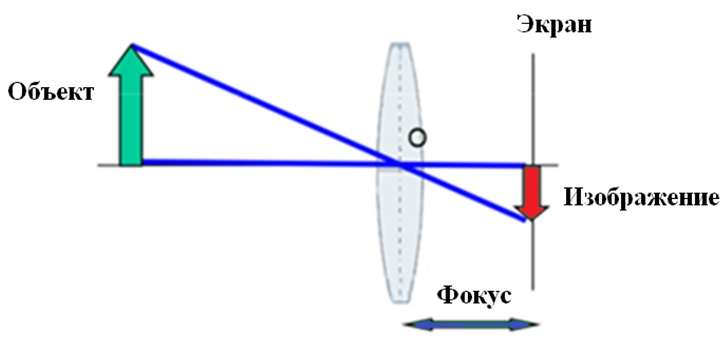 Экран
Объект
О
Изображение
Фокус